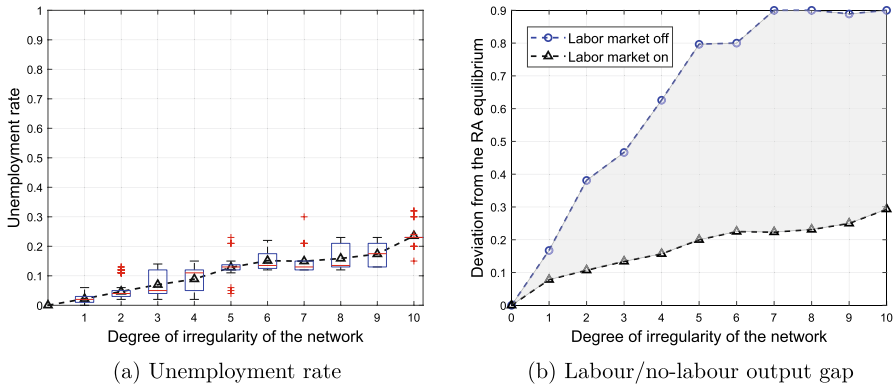 1
0.9
0.8
0.7
0.6
0.5
0.4
0.3
0.2
0.1
0
Unemployment rate
1 2 3 4 5 6 7 8 9 10
Degree of irregularity of the network
(a) Unemployment rate
0.9
0.8
0.7
0.6
0.5
0.4
0.3
0.2
0.1
0
Deviation from the RA equilibrium
Labor market off
Labor market on
0 1 2 3 4 5 6 7 8 9 10
Degree of irregularity of the network
(b) Labour/no-labour output gap